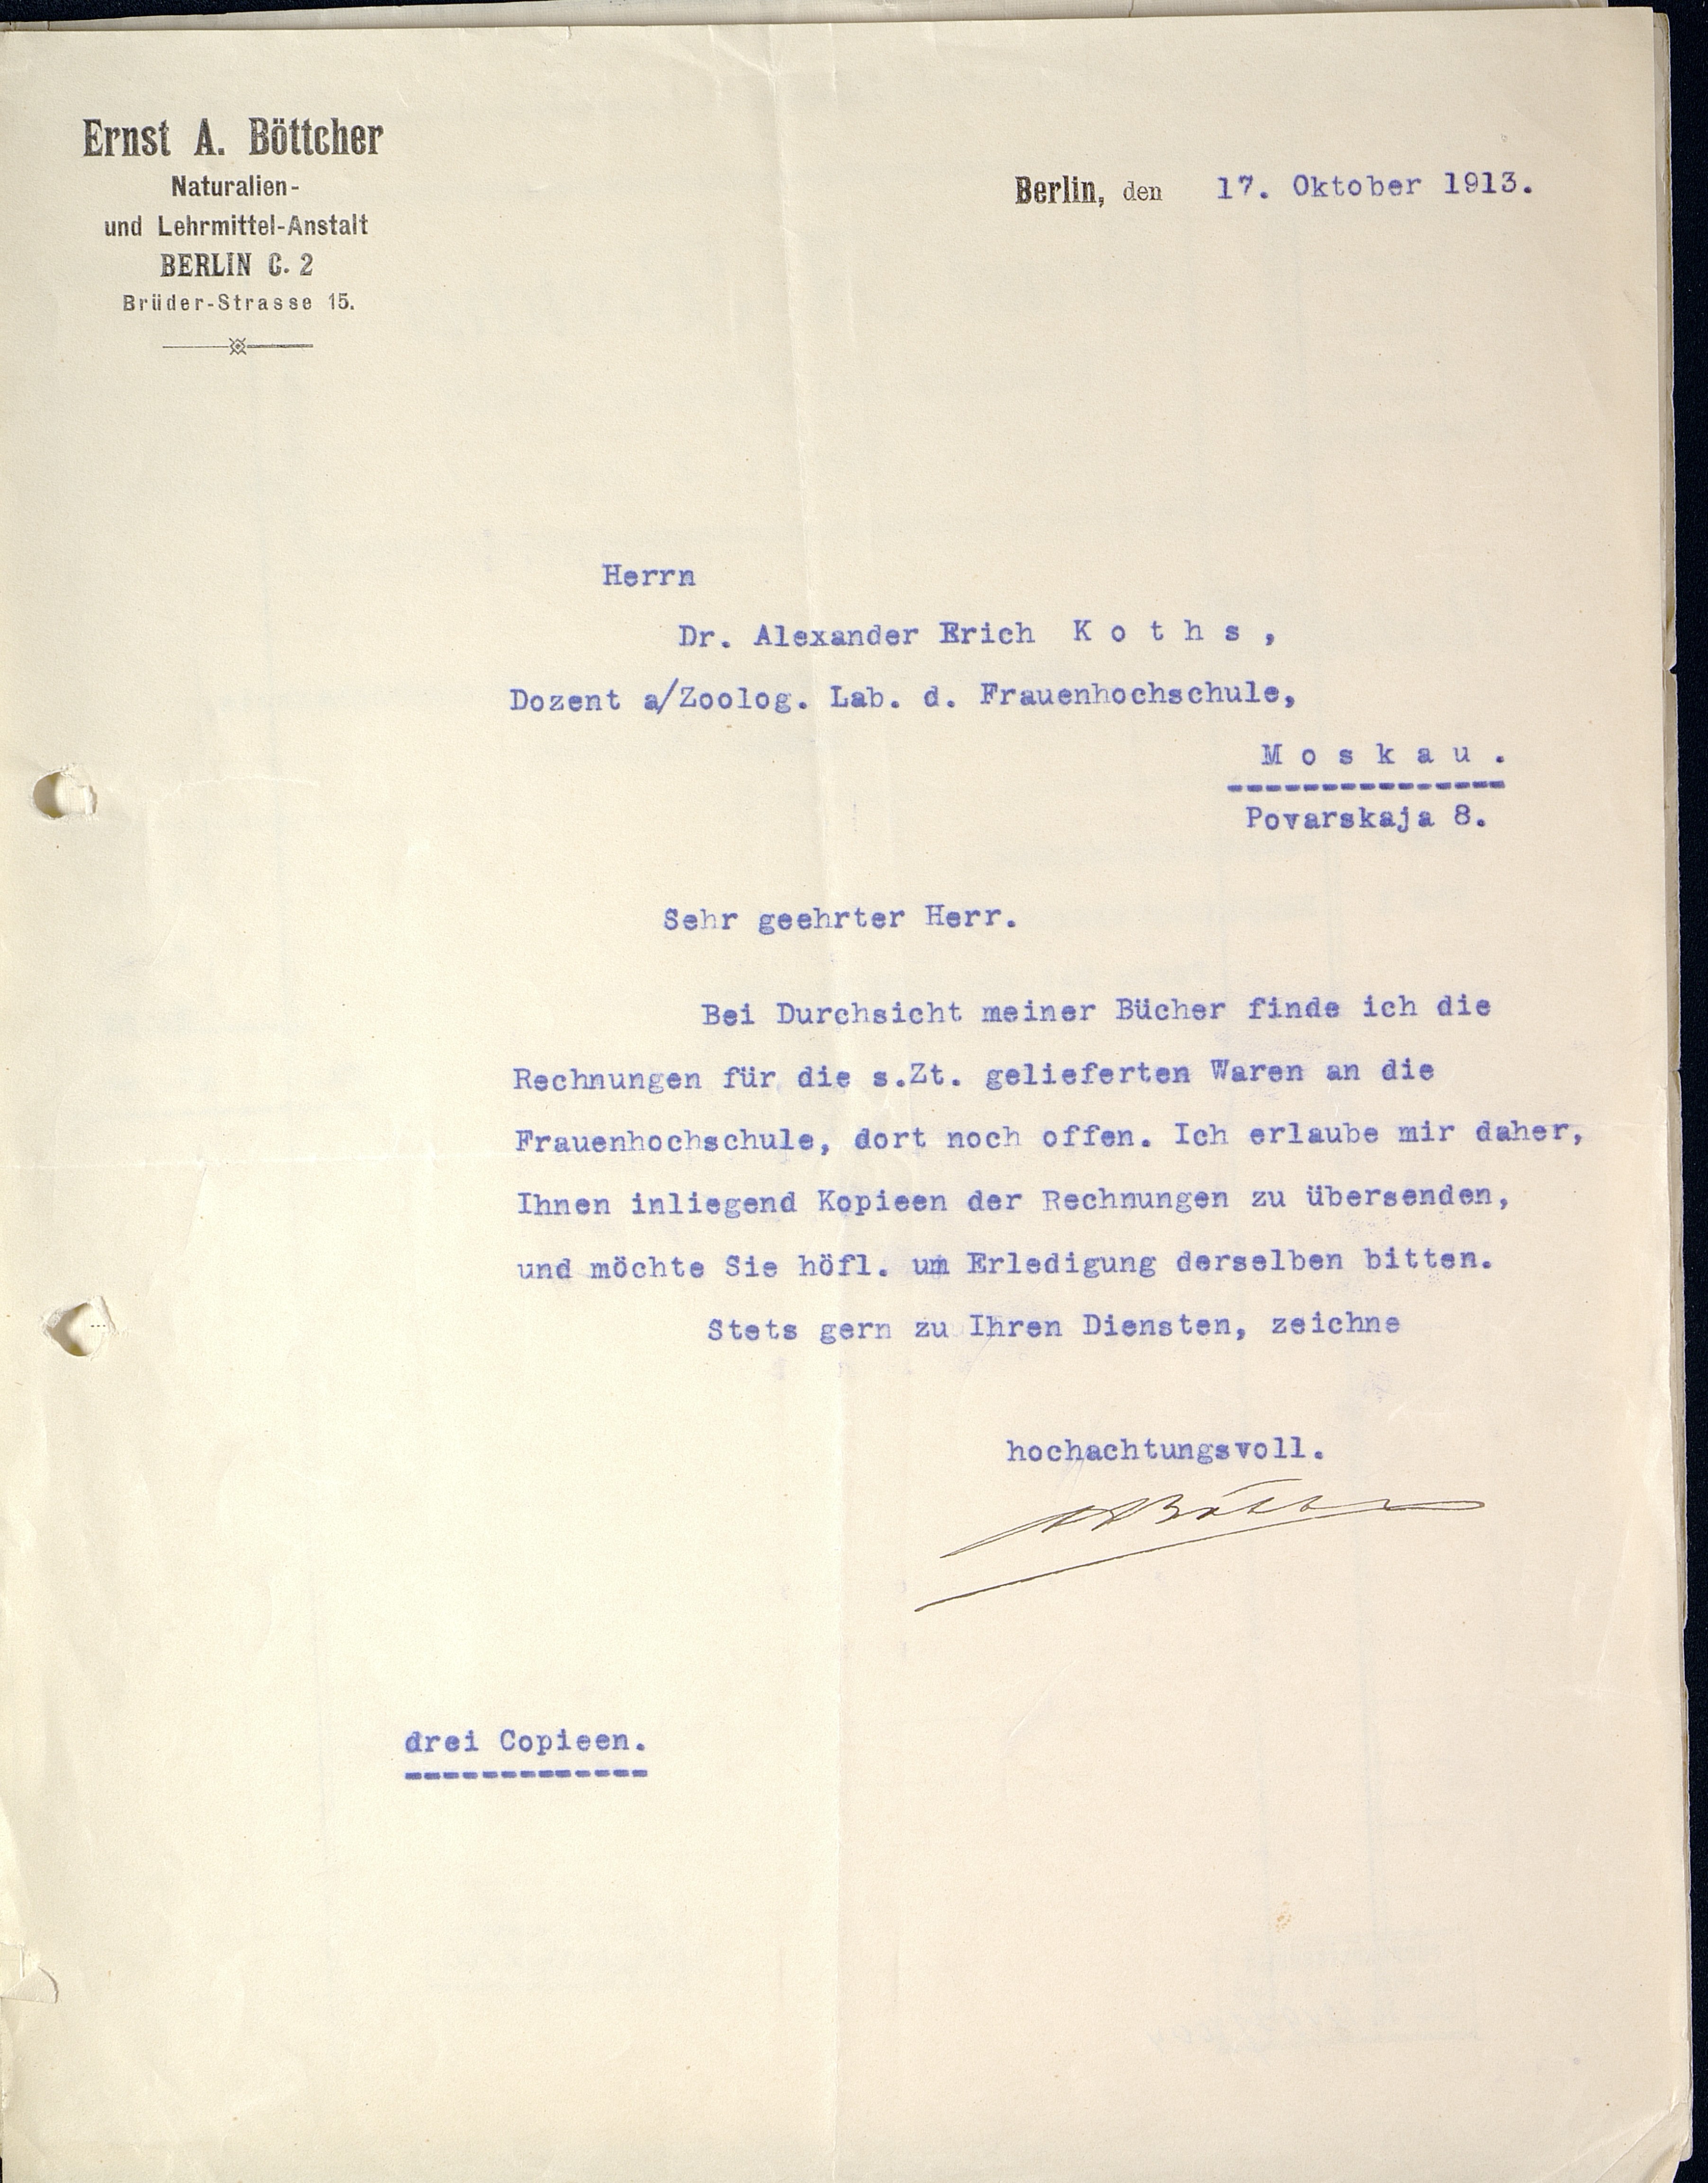 Ernst A. Böttcher
Naturalien-
und Lehrmittel-Anstalt
BERLIN C. 2
Brüder-Strasse 15.
Berlin, den 17. Oktober 1913.
Herrn
Dr. Alexander Erich K o t h s ,
Dozent a/Zoolog. Lab. d. Frauenhochschule,
M o s k a u .
Povarskaja 8.
Sehr geehrter Herr.
Bei Durchsicht meiner Bücher finde ich die
Rechnungen für die s.Zt. gelieferten Waren an die
Frauenhochschule, dort noch offen. Ich erlaube mir daher,
Ihnen inliegend Kopieen der Rechnungen zu übersenden,
und möchte Sie höfl. um Erledigung derselben bitten.
Stets gern zu Ihren Diensten, zeichne
hochachtungsvoll.
drei Copieen.